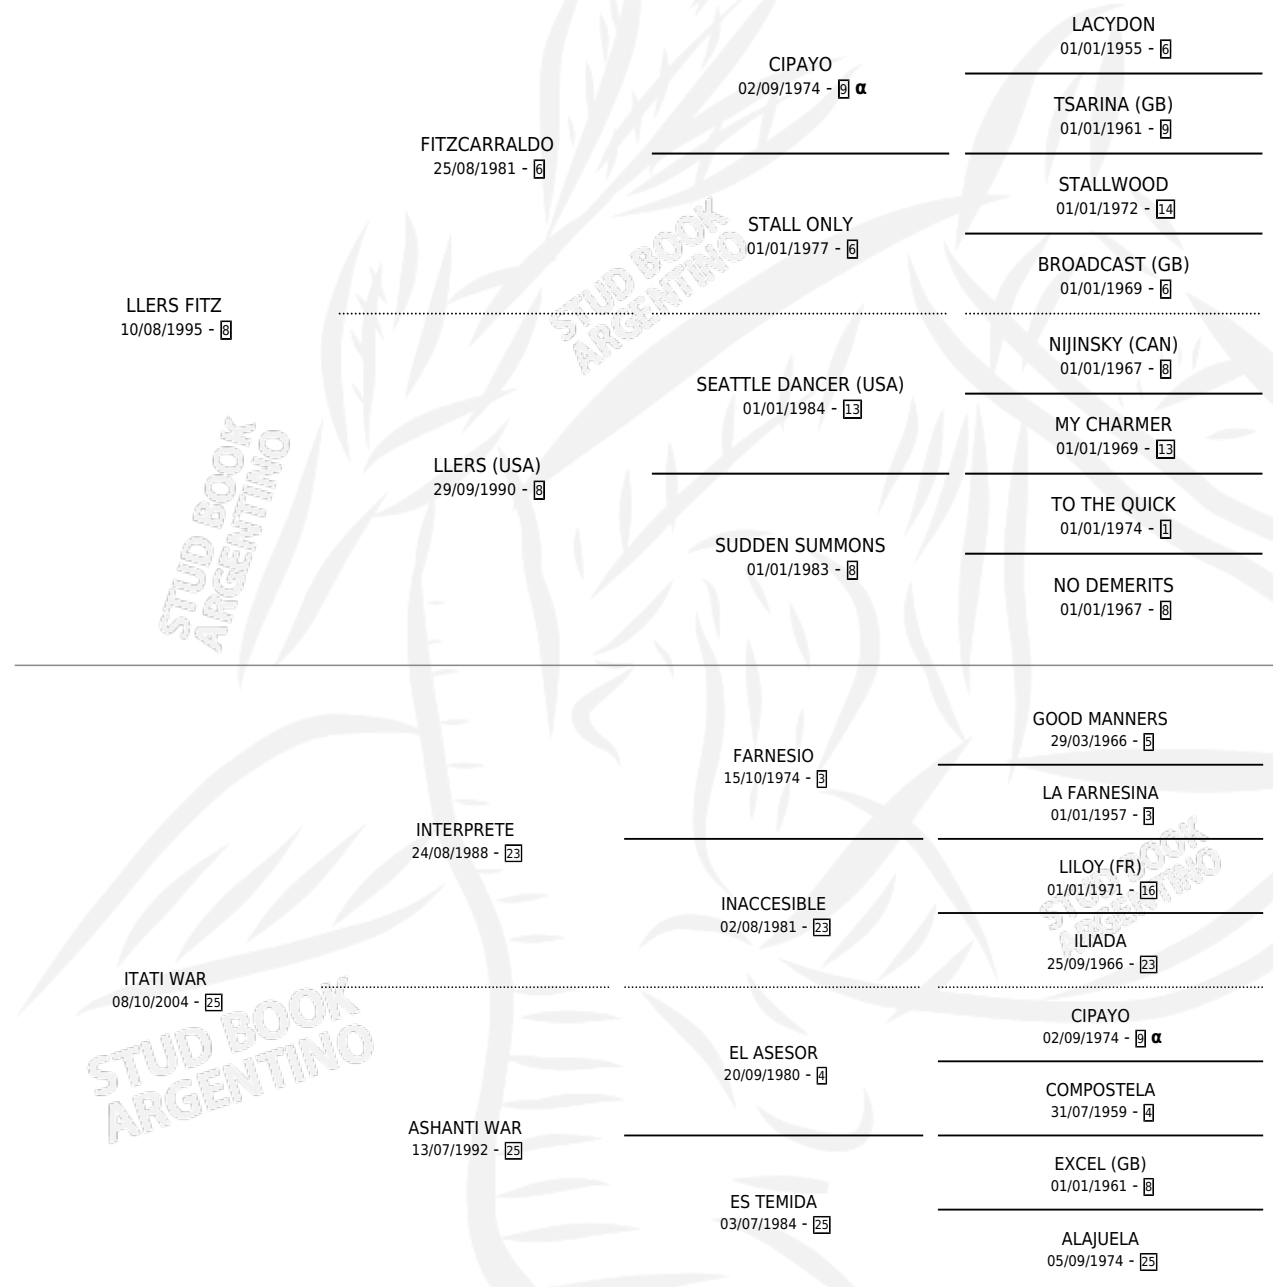 LACYDON
01/01/1955 - 6
CIPAYO
02/09/1974 - 9 α
TSARINA (GB)
01/01/1961 - 9
FITZCARRALDO
25/08/1981 - 6
STALLWOOD
01/01/1972 - 14
STALL ONLY
01/01/1977 - 6
BROADCAST (GB)
01/01/1969 - 6
LLERS FITZ
10/08/1995 - 8
NIJINSKY (CAN)
01/01/1967 - 8
SEATTLE DANCER (USA)
01/01/1984 - 13
MY CHARMER
01/01/1969 - 13
LLERS (USA)
29/09/1990 - 8
TO THE QUICK
01/01/1974 - 1
SUDDEN SUMMONS
01/01/1983 - 8
NO DEMERITS
01/01/1967 - 8
GOOD MANNERS
29/03/1966 - 5
FARNESIO
15/10/1974 - 3
LA FARNESINA
01/01/1957 - 3
INTERPRETE
24/08/1988 - 23
LILOY (FR)
01/01/1971 - 16
INACCESIBLE
02/08/1981 - 23
ILIADA
25/09/1966 - 23
ITATI WAR
08/10/2004 - 25
CIPAYO
02/09/1974 - 9 α
EL ASESOR
20/09/1980 - 4
COMPOSTELA
31/07/1959 - 4
ASHANTI WAR
13/07/1992 - 25
EXCEL (GB)
01/01/1961 - 8
ES TEMIDA
03/07/1984 - 25
ALAJUELA
05/09/1974 - 25
STUD BOOK
ARGENTINO
STUD BOOK
ARGENTINO
STUD BOOK
ARGENTINO
STUD BOOK
ARGENTINO